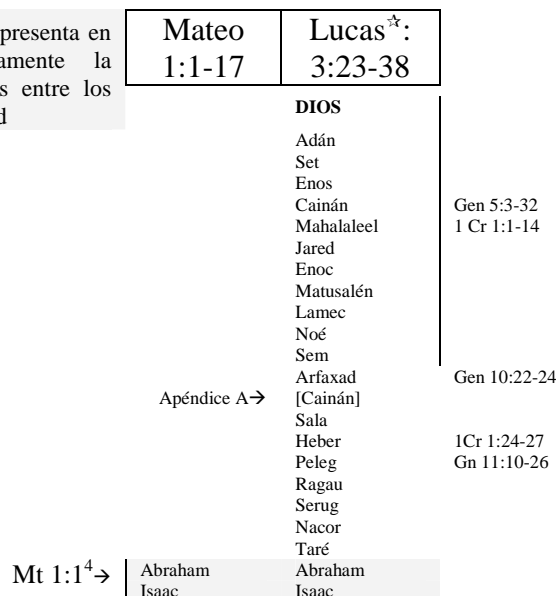 presenta en
amente la
s entre los
d
Mateo Lucas☆:
1:1-17 3:23-38
DIOS
Adán
Set
Enos
Cainán Gen 5:3-32
Mahalaleel 1 Cr 1:1-14
Jared
Enoc
Matusalén
Lamec
Noé
Sem
Arfaxad Gen 10:22-24
Apéndice A→ [Cainán]
Sala
Heber 1Cr 1:24-27
Peleg Gn 11:10-26
Ragau
Serug
Nacor
Taré
Mt 1:1⁴→ Abraham Abraham
Isaac Isaac